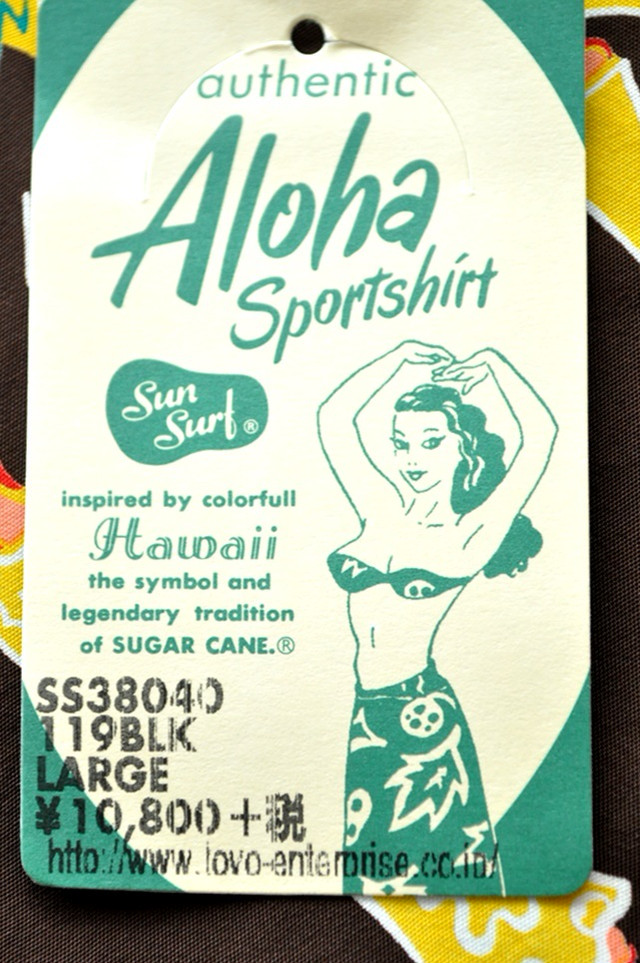 authentic
Aloha
Sportshirt
Sun
Surf®
inspired by colorfull
Hawaii
the symbol and
legendary tradition
of SUGAR CANE.®
SS38040
119BLK
LARGE
¥10,800+税
http://www.toyo-enterprise.co.jp/